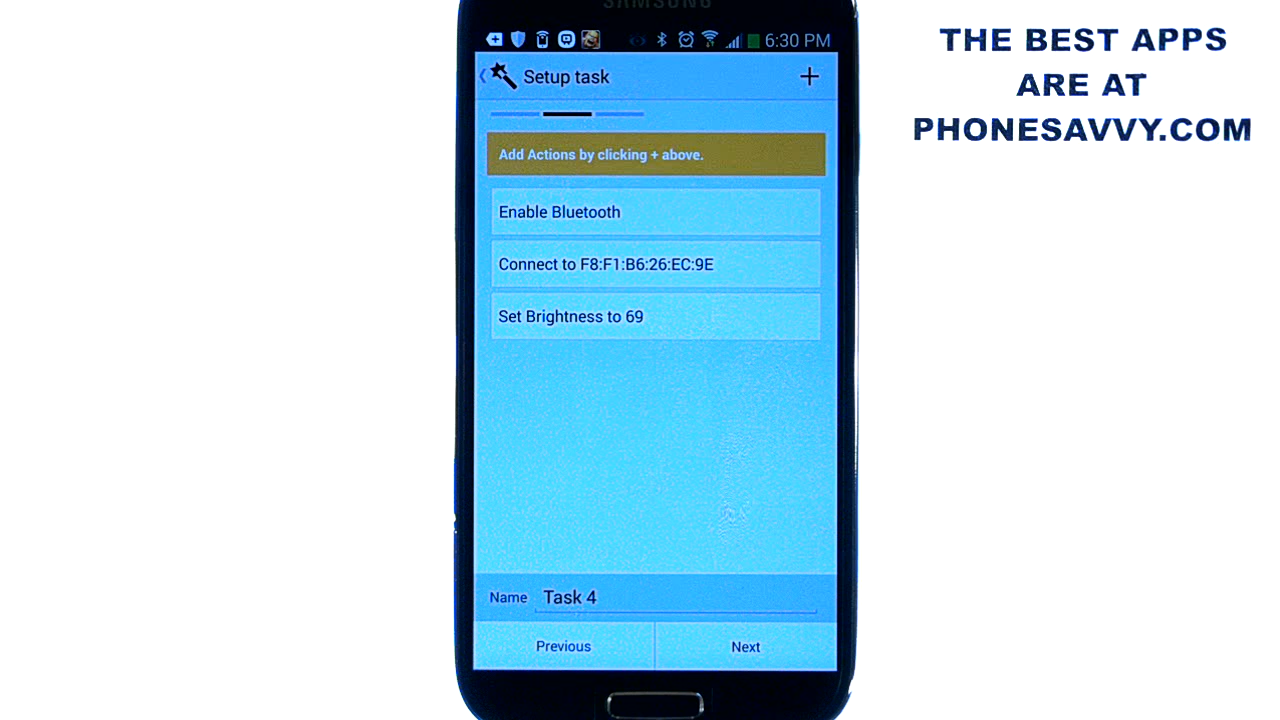 SAMSUNG
6:30 PM
Setup task
Add Actions by clicking + above.
Enable Bluetooth
Connect to F8:F1:B6:26:EC:9E
Set Brightness to 69
Name Task 4
Previous Next
THE BEST APPS
ARE AT
PHONESAVVY.COM